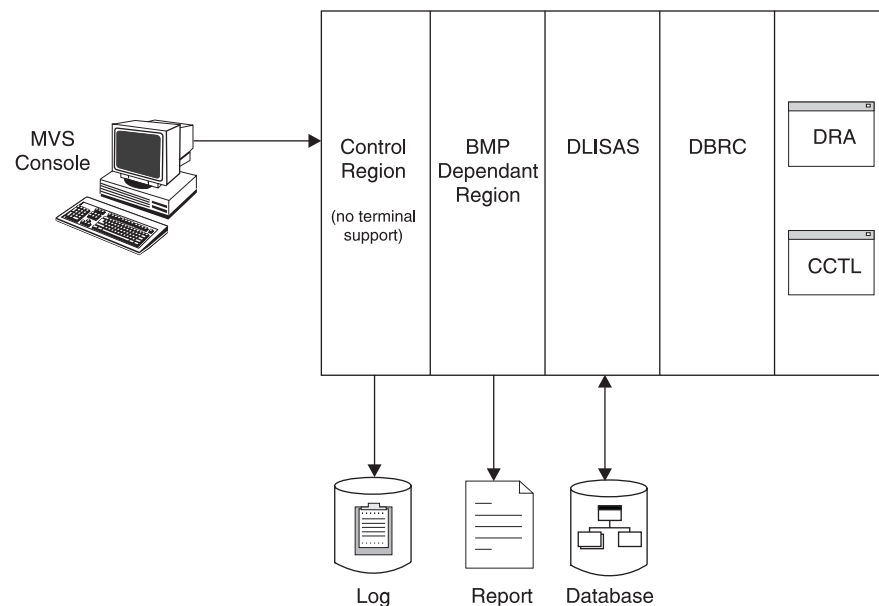 MVS
Console
Control
Region
(no terminal
support)
BMP
Dependant
Region
DLISAS
DBRC
DRA
CCTL
Log
Report
Database